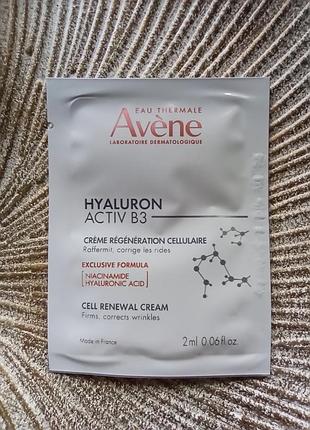 EAU THERMALE
Avène
LABORATOIRE DERMATOLOGIQUE
HYALURON
ACTIV B3
CRÈME RÉGÉNÉRATION CELLULAIRE
Raffermit, corrige les rides
EXCLUSIVE FORMULA
NIACINAMIDE
HYALURONIC ACID
CELL RENEWAL CREAM
Firms, corrects wrinkles
Made in France
2ml 0.06fl.oz.